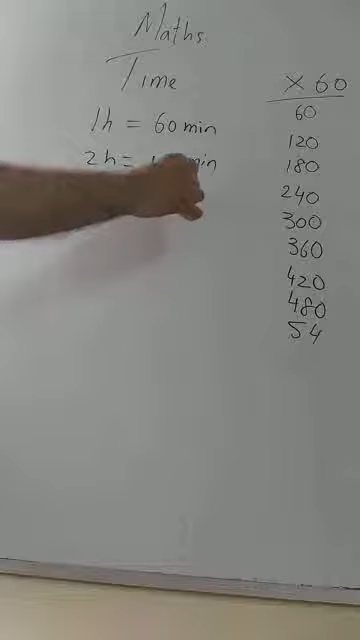 Maths
Time
1h = 60 min
2h = min
× 60
60
120
180
240
300
360
420
480
54